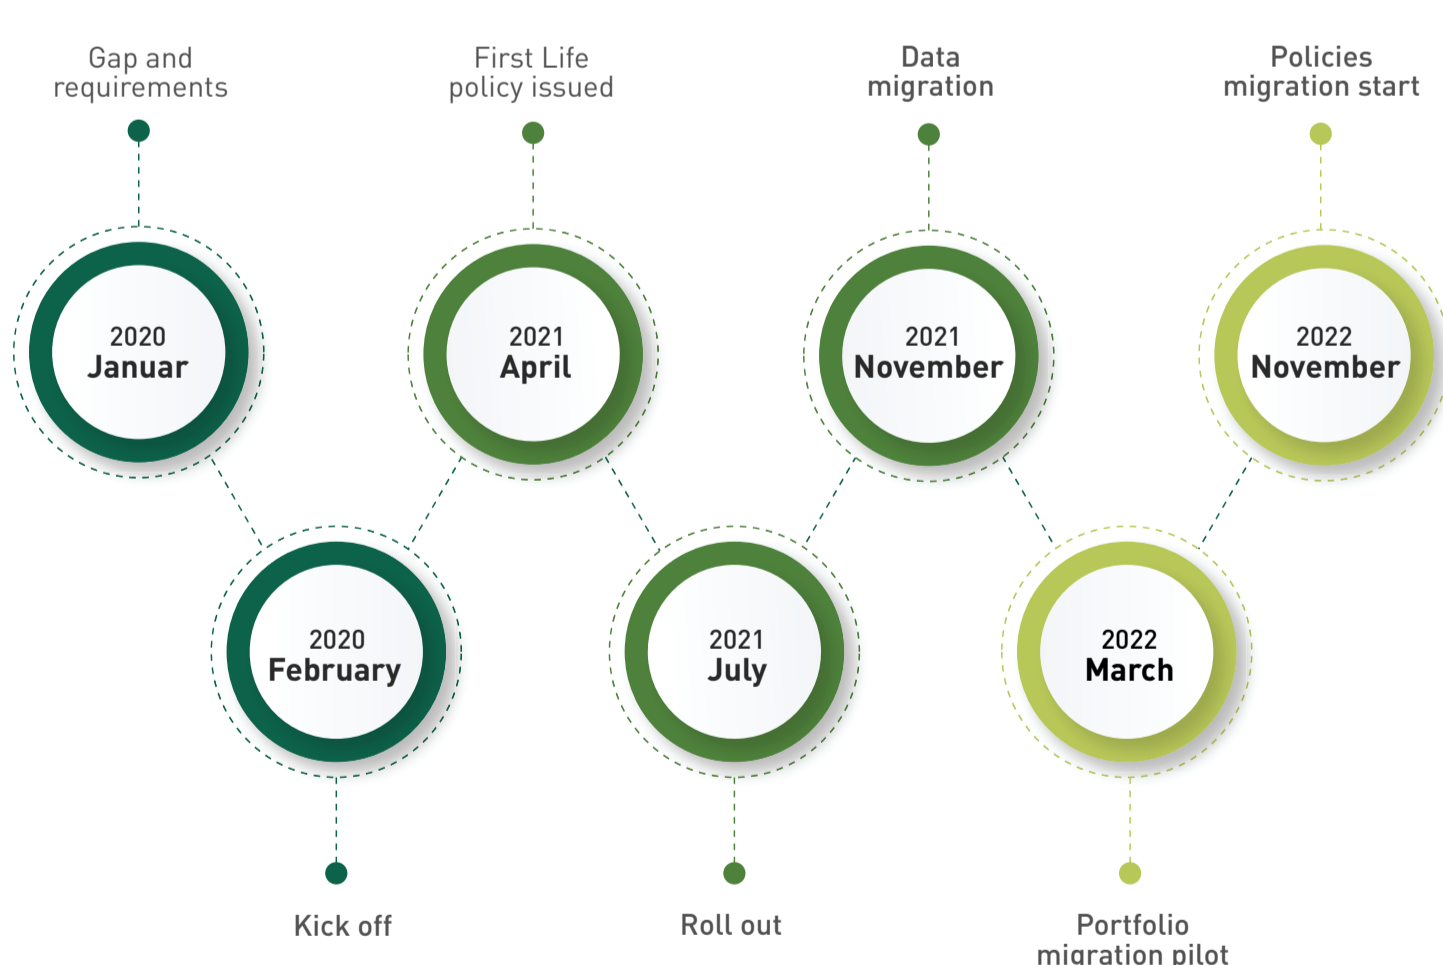 Gap and
requirements
First Life
policy issued
Data
migration
Policies
migration start
2020
Januar
2021
April
2021
November
2022
November
2020
February
2021
July
2022
March
Kick off
Roll out
Portfolio
migration pilot